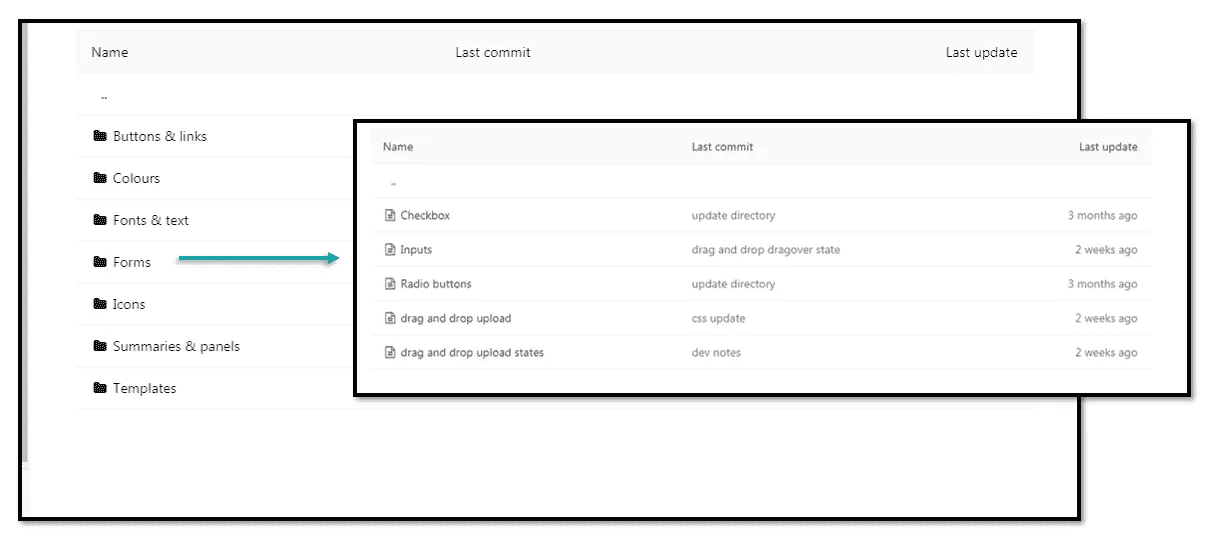 Name Last commit Last update
..
Buttons & links
Colours
Fonts & text
Forms
Icons
Summaries & panels
Templates
Name Last commit Last update
..
Checkbox update directory 3 months ago
Inputs drag and drop dragover state 2 weeks ago
Radio buttons update directory 3 months ago
drag and drop upload css update 2 weeks ago
drag and drop upload states dev notes 2 weeks ago